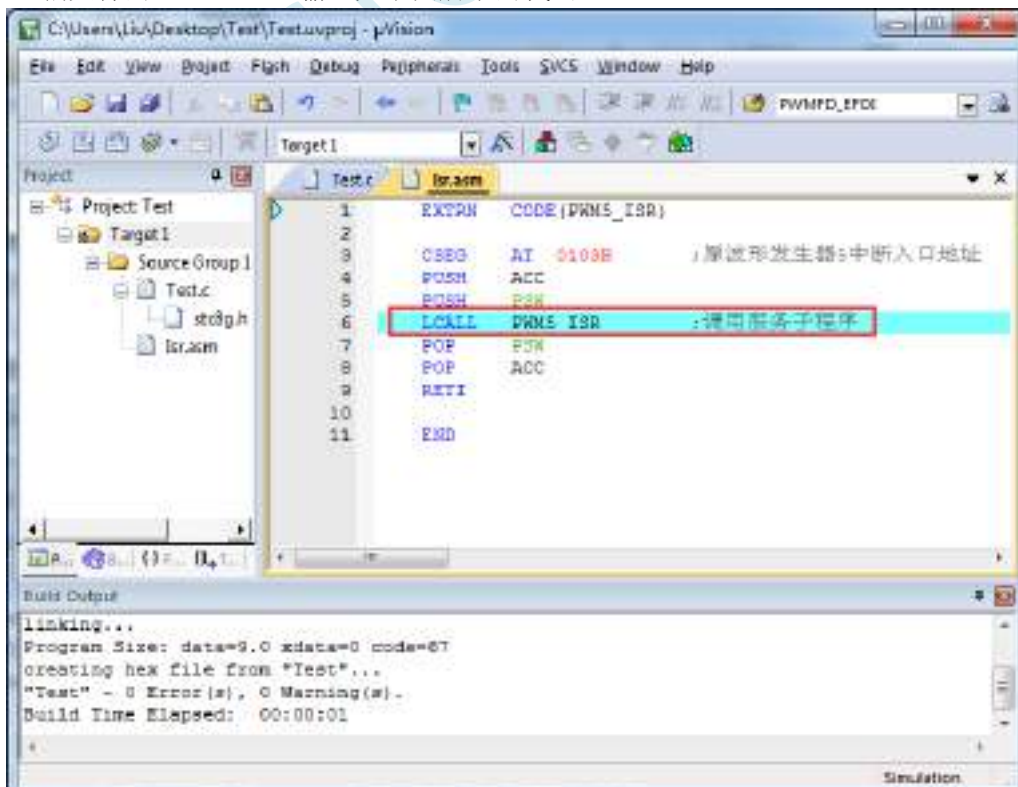 C:\Users\Liu\Desktop\Test\Test.uvproj - µVision
File Edit View Project Flash Debug Peripherals Tools SVCS Window Help
PWMFD_EFDI
Target 1
Project
Test.c Isr.asm
Project: Test
Target 1
Source Group 1
Test.c
stc8g.h
Isr.asm
1 EXTRN CODE(PWM5_ISR)
2
3 CSEG AT 0103H ;原波形发生器5中断入口地址
4 PUSH ACC
5 PUSH PSW
6 LCALL PWM5_ISR ;调用服务子程序
7 POP PSW
8 POP ACC
9 RETI
10
11 END
Build Output
linking...
Program Size: data=9.0 xdata=0 code=67
creating hex file from "Test"...
"Test" - 0 Error(s), 0 Warning(s).
Build Time Elapsed: 00:00:01
Simulation